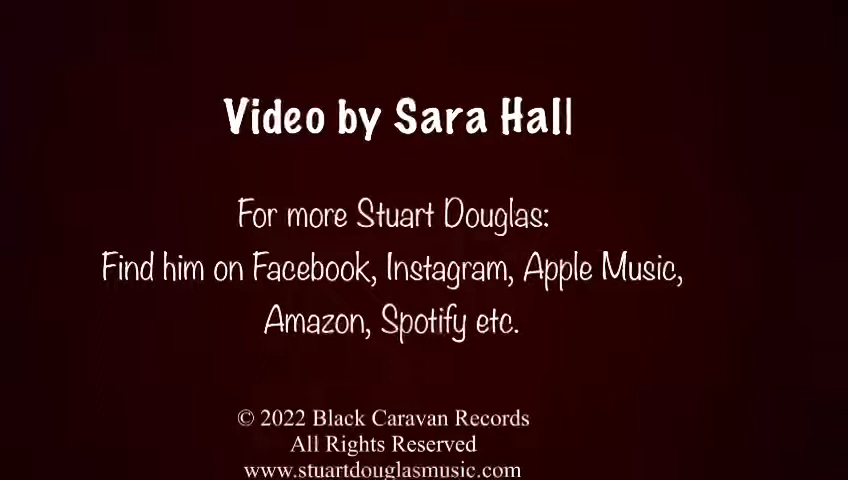 Video by Sara Hall
For more Stuart Douglas:
Find him on Facebook, Instagram, Apple Music,
Amazon, Spotify etc.
© 2022 Black Caravan Records
All Rights Reserved
www.stuartdouglasmusic.com